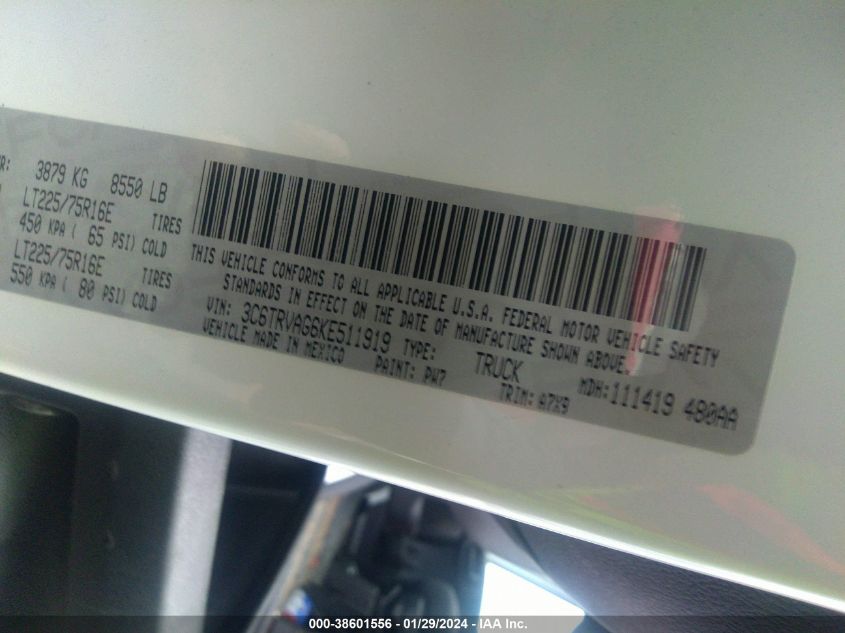 3879 KG 8550 LB
LT225/75R16E TIRES
450 KPA ( 65 PSI) COLD
LT225/75R16E TIRES
550 KPA ( 80 PSI) COLD
THIS VEHICLE CONFORMS TO ALL APPLICABLE U.S.A. FEDERAL MOTOR VEHICLE SAFETY
STANDARDS IN EFFECT ON THE DATE OF MANUFACTURE SHOWN ABOVE.
VIN: 3C6TRVAG6KE511919 TYPE: TRUCK MDH:111419 480AA
VEHICLE MADE IN MEXICO PAINT: PW7 TRIM: A7X9
000-38601556 - 01/29/2024 - IAA Inc.